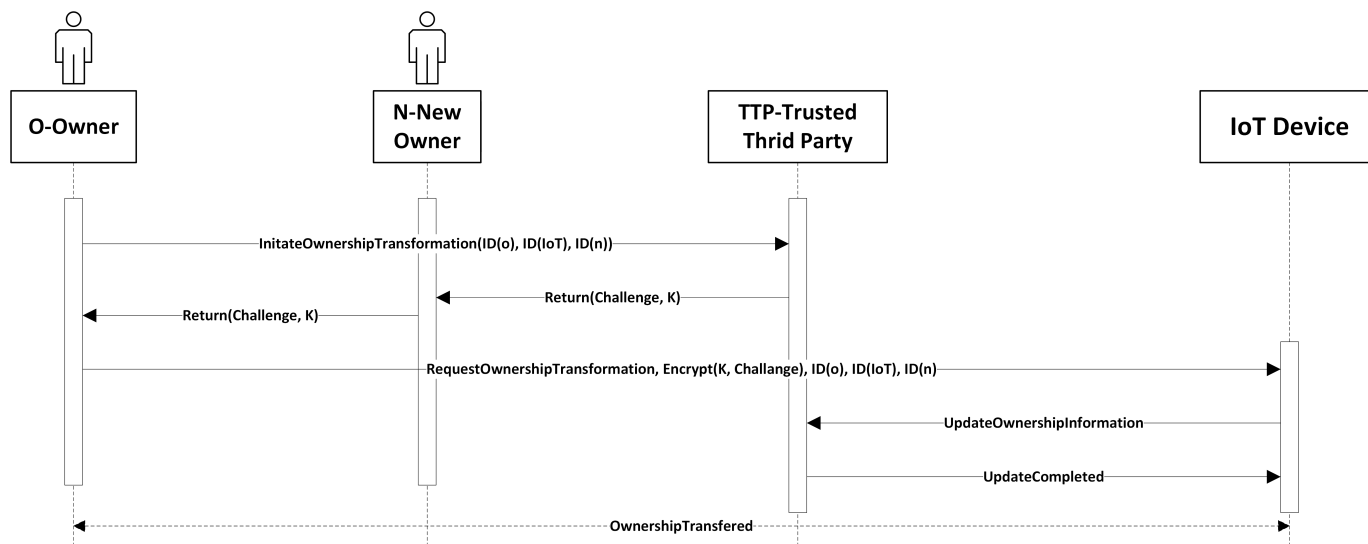 O-Owner
N-New
Owner
TTP-Trusted
Thrid Party
IoT Device
InitateOwnershipTransformation(ID(o), ID(IoT), ID(n))
Return(Challenge, K)
Return(Challenge, K)
RequestOwnershipTransformation, Encrypt(K, Challange), ID(o), ID(IoT), ID(n)
UpdateOwnershipInformation
UpdateCompleted
OwnershipTransfered